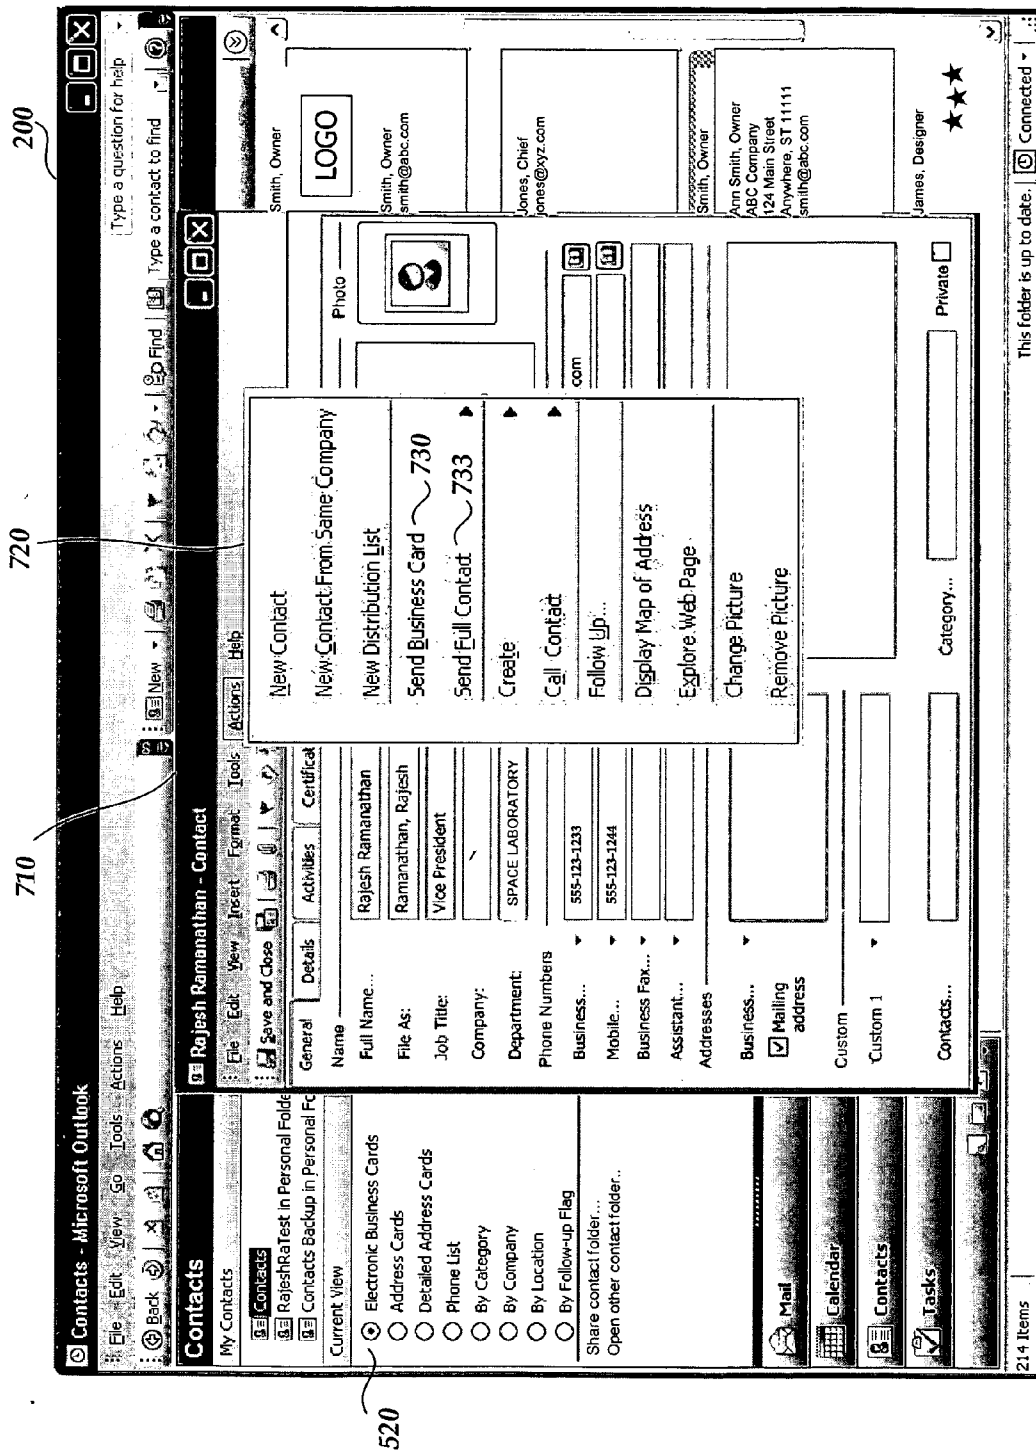 200
720
710
520
Contacts - Microsoft Outlook
File Edit View Go Tools Actions Help
Type a question for help
Back
New
Find
Type a contact to find
Contacts
My Contacts
Contacts
RajeshRaTest in Personal Folde
Contacts Backup in Personal Fc
Current View
Electronic Business Cards
Address Cards
Detailed Address Cards
Phone List
By Category
By Company
By Location
By Follow-up Flag
Share contact folder...
Open other contact folder..
Mail
Calendar
Contacts
Tasks
214 Items
Rajesh Ramanathan - Contact
File Edit View Insert Format Tools Actions Help
Save and Close
General Details Activities Certificat
Name
Photo
Full Name... Rajesh Ramanathan
File As: Ramanathan, Rajesh
Job Title: Vice President
Company:
Department: SPACE LABORATORY
Phone Numbers
Business... 555-123-1233
Mobile... 555-123-1244
Business Fax...
Assistant...
.com
Addresses
Business...
Mailing
address
Custom
Custom 1
Contacts...
Category...
Private
New Contact
New Contact From Same Company
New Distribution List
Send Business Card 730
Send Full Contact 733
Create
Call Contact
Follow Up...
Display Map of Address
Explore Web Page
Change Picture
Remove Picture
Smith, Owner
LOGO
Smith, Owner
smith@abc.com
Jones, Chief
jones@xyz.com
Smith, Owner
Ann Smith, Owner
ABC Company
124 Main Street
Anywhere, ST 11111
smith@abc.com
James, Designer
This folder is up to date.
Connected